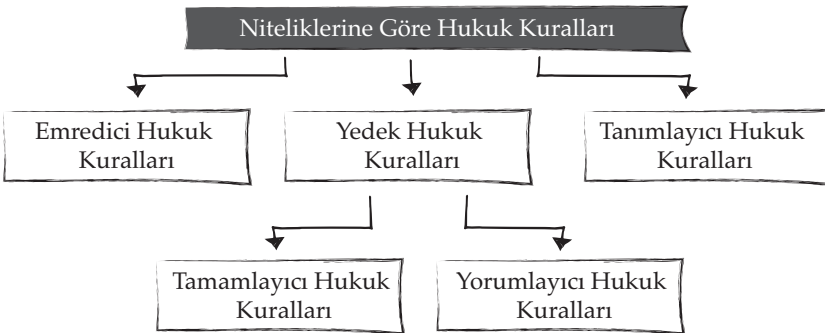 Niteliklerine Göre Hukuk Kuralları
Emredici Hukuk
Kuralları
Yedek Hukuk
Kuralları
Tanımlayıcı Hukuk
Kuralları
Tamamlayıcı Hukuk
Kuralları
Yorumlayıcı Hukuk
Kuralları